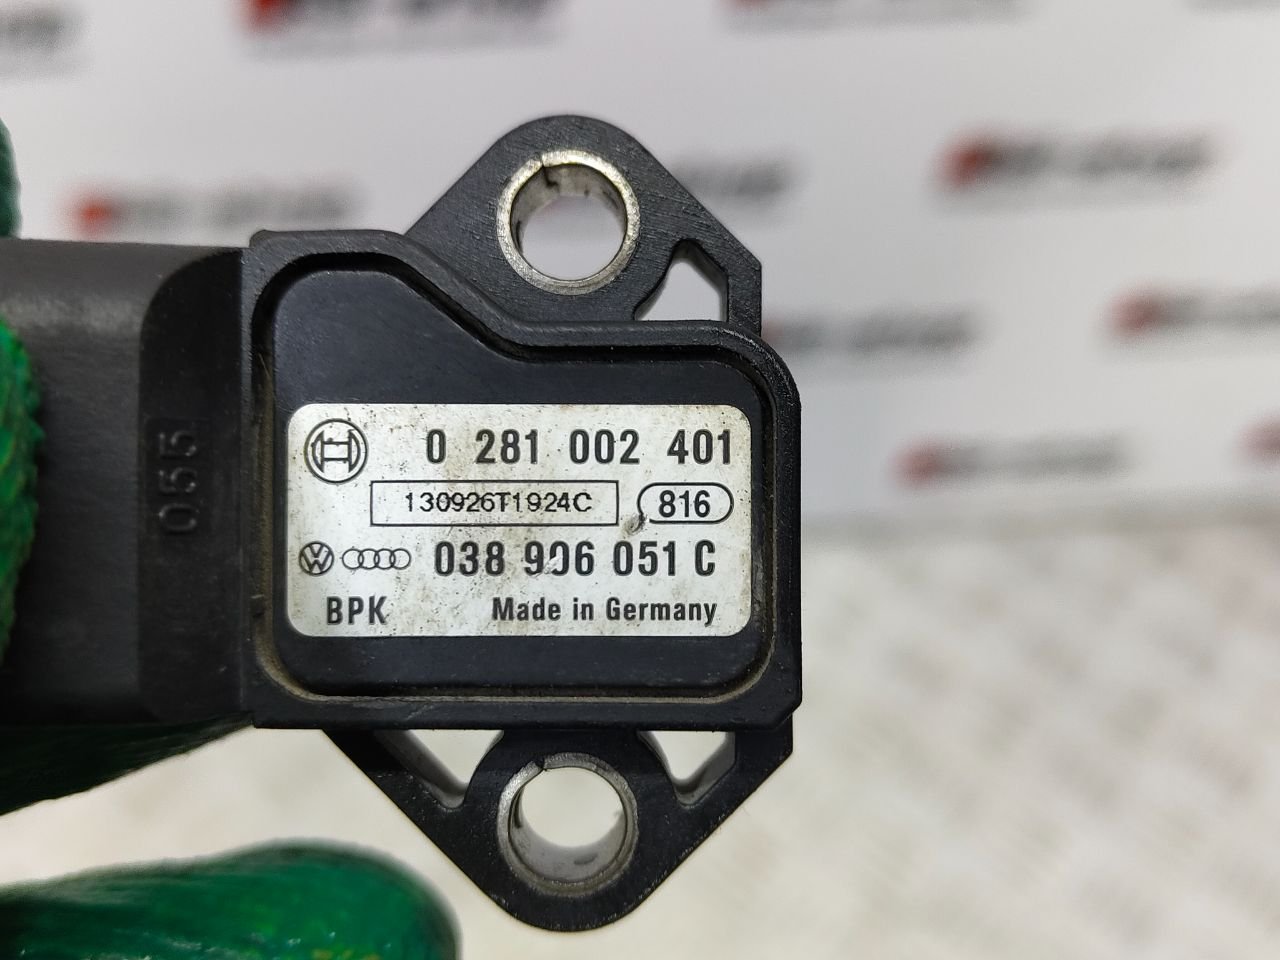 0 281 002 401
130926T1924C 816
038 906 051 C
BPK Made in Germany
055